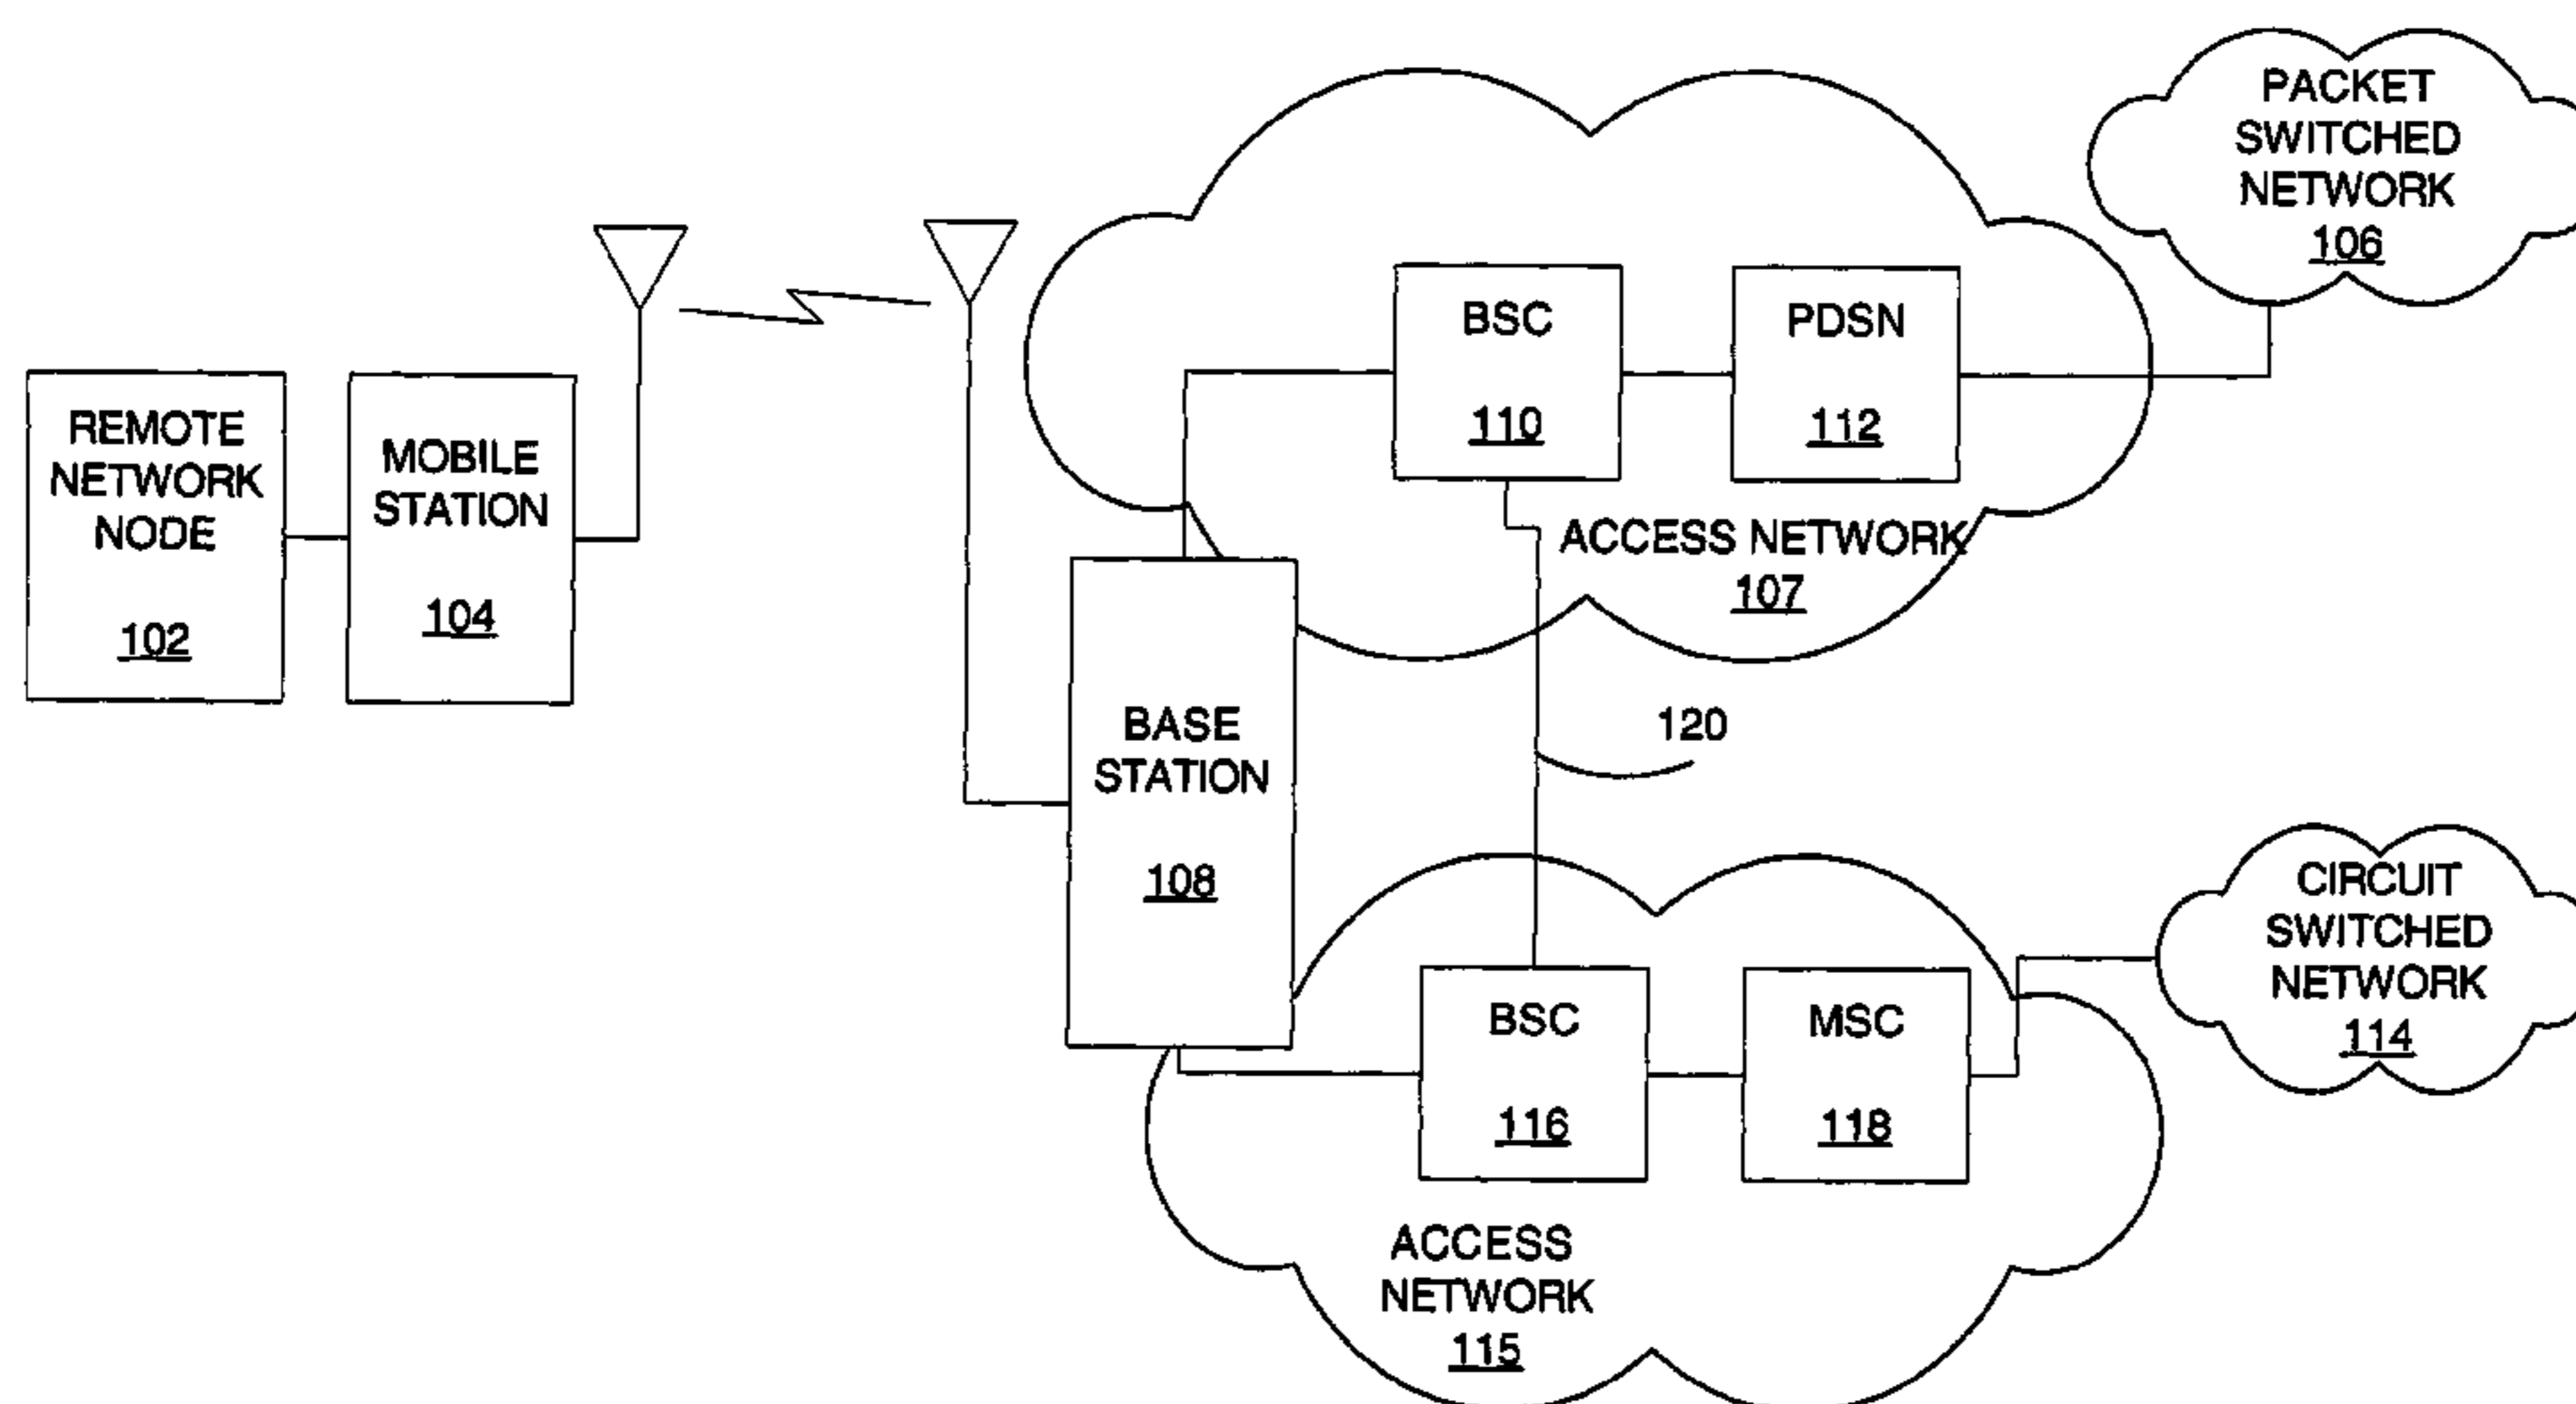 PACKET
SWITCHED
NETWORK
106
BSC
110
PDSN
112
ACCESS NETWORK
107
REMOTE
NETWORK
NODE
102
MOBILE
STATION
104
BASE
STATION
108
120
CIRCUIT
SWITCHED
NETWORK
114
BSC
116
MSC
118
ACCESS
NETWORK
115